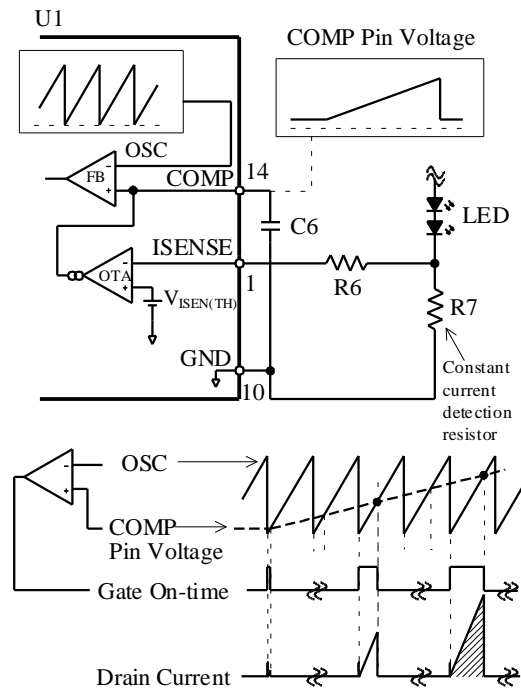 U1
COMP Pin Voltage
OSC
FB
-
+
COMP
14
C6
LED
ISENSE
1
R6
OTA
-
+
VISEN(TH)
R7
GND
10
Constant
current
detection
resistor
-
+
OSC
COMP
Pin Voltage
Gate On-time
Drain Current